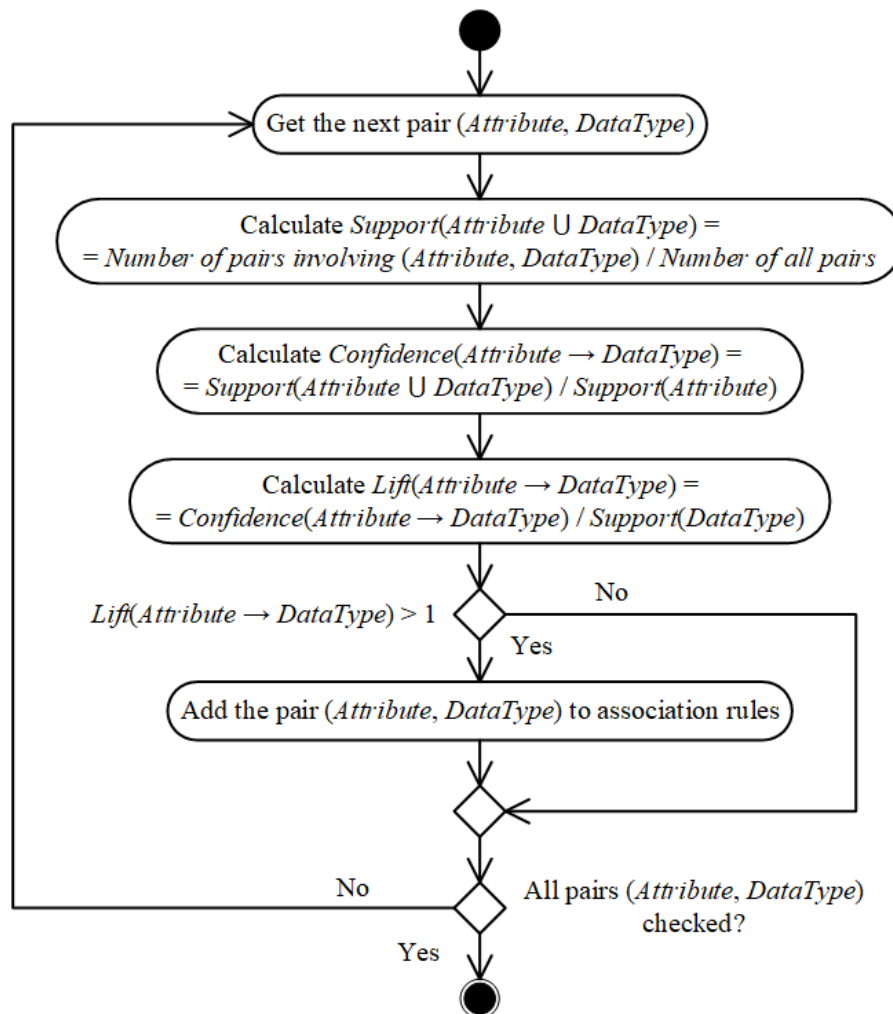 Get the next pair (Attribute, DataType)
Calculate Support(Attribute ∪ DataType) =
= Number of pairs involving (Attribute, DataType) / Number of all pairs
Calculate Confidence(Attribute → DataType) =
= Support(Attribute ∪ DataType) / Support(Attribute)
Calculate Lift(Attribute → DataType) =
= Confidence(Attribute → DataType) / Support(DataType)
Lift(Attribute → DataType) > 1
No
Yes
Add the pair (Attribute, DataType) to association rules
No
All pairs (Attribute, DataType)
checked?
Yes